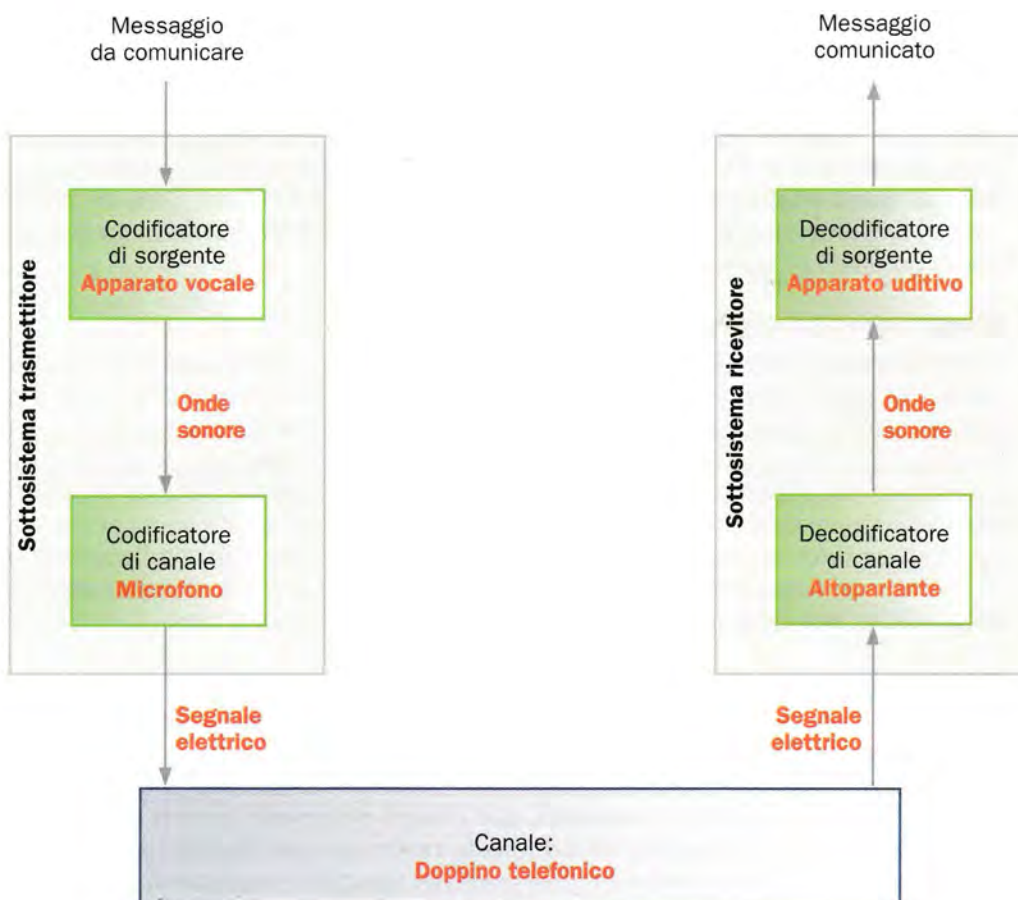 Messaggio
da comunicare
Sottosistema trasmettitore
Codificatore
di sorgente
Apparato vocale
Onde
sonore
Codificatore
di canale
Microfono
Segnale
elettrico
Canale:
Doppino telefonico
Segnale
elettrico
Sottosistema ricevitore
Decodificatore
di canale
Altoparlante
Onde
sonore
Decodificatore
di sorgente
Apparato uditivo
Messaggio
comunicato